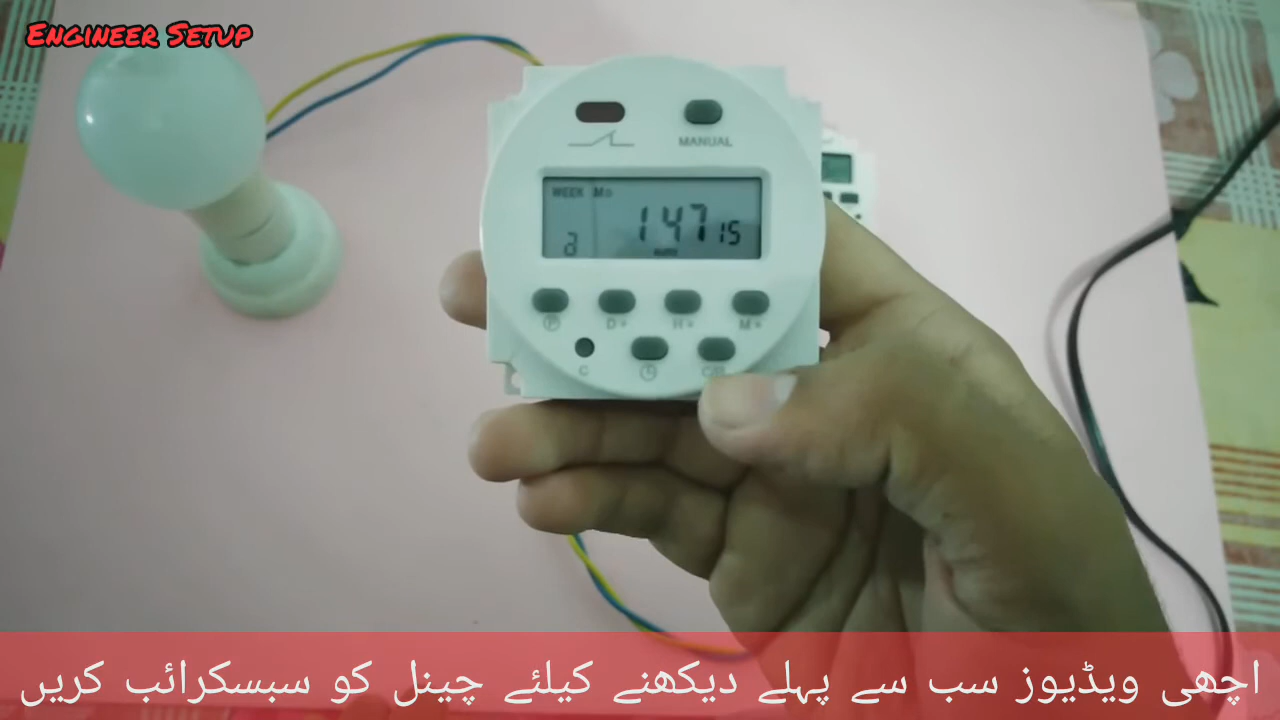 ENGINEER SETUP
MANUAL
WEEK Mo
1 47 15
AUTO
P D+ H+ M+
C
اچھی ویڈیوز سب سے پہلے دیکھنے کیلئے چینل کو سبسکرائب کریں